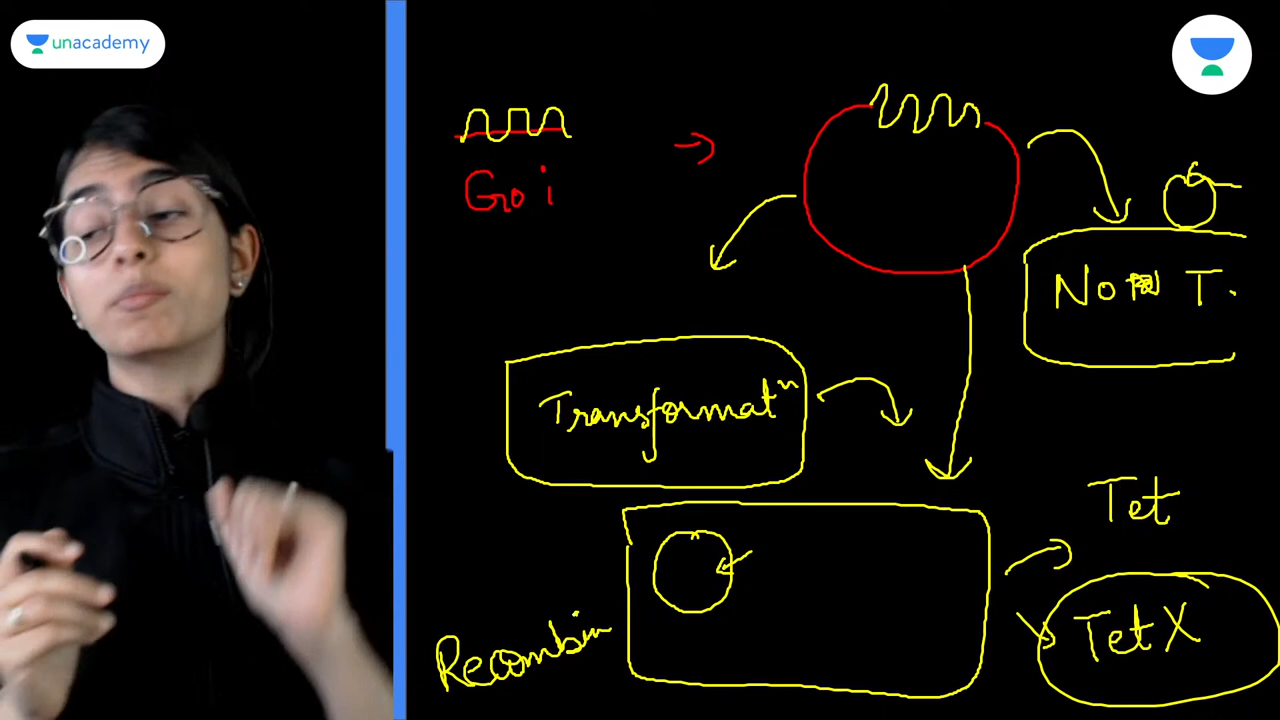 unacademy
Go i
No T.
Transformatⁿ
Tet
Recombin
Tet X